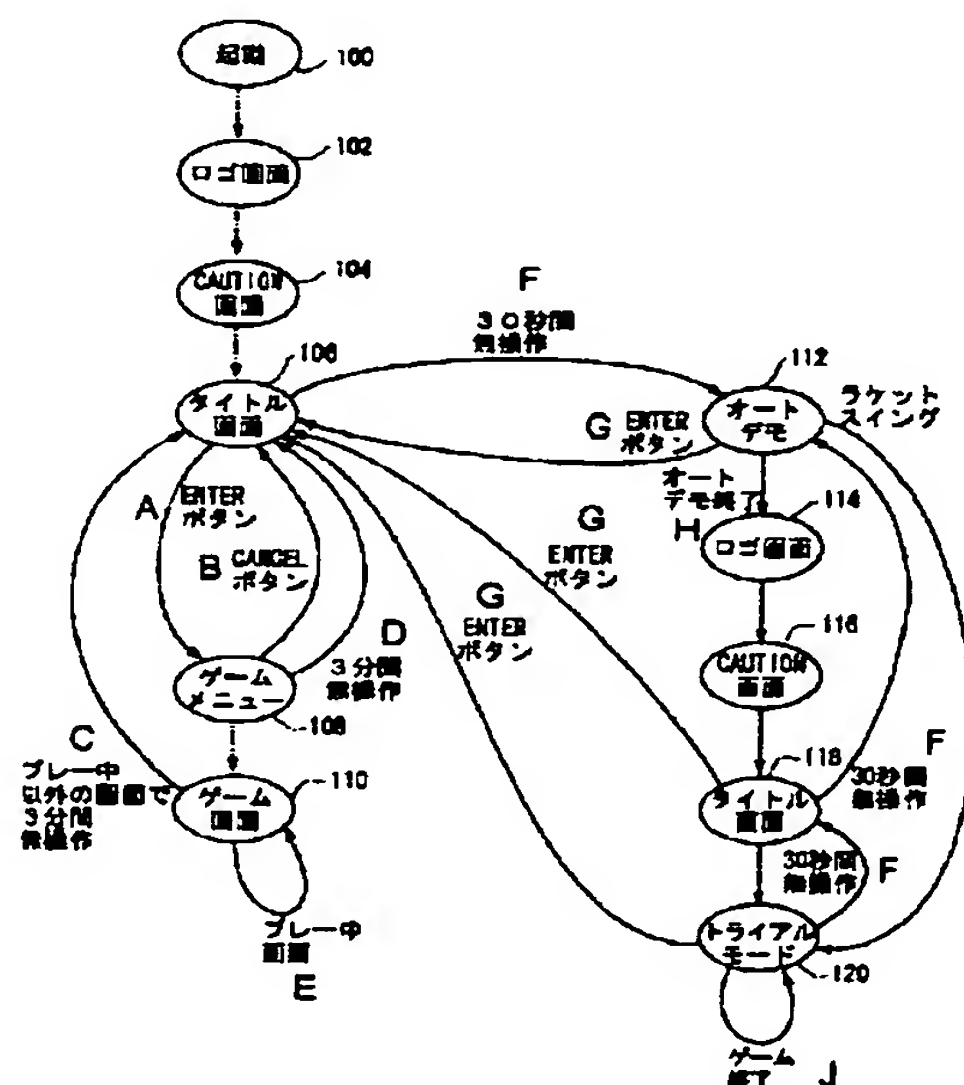 起動
100
ロゴ画面
102
CAUTION
画面
104
F
30秒間
無操作
106
タイトル
画面
112
オート
デモ
ラケット
スイング
G
ENTER
ボタン
オート
デモ終了
H
114
ロゴ画面
A
ENTER
ボタン
B
CANCEL
ボタン
G
ENTER
ボタン
G
ENTER
ボタン
116
CAUTION
画面
D
3分間
無操作
ゲーム
メニュー
108
C
プレー中
以外の画面で
3分間
無操作
110
ゲーム
画面
118
タイトル
画面
F
30秒間
無操作
30秒間
無操作
F
プレー中
画面
E
トライアル
モード
120
ゲーム
終了
J